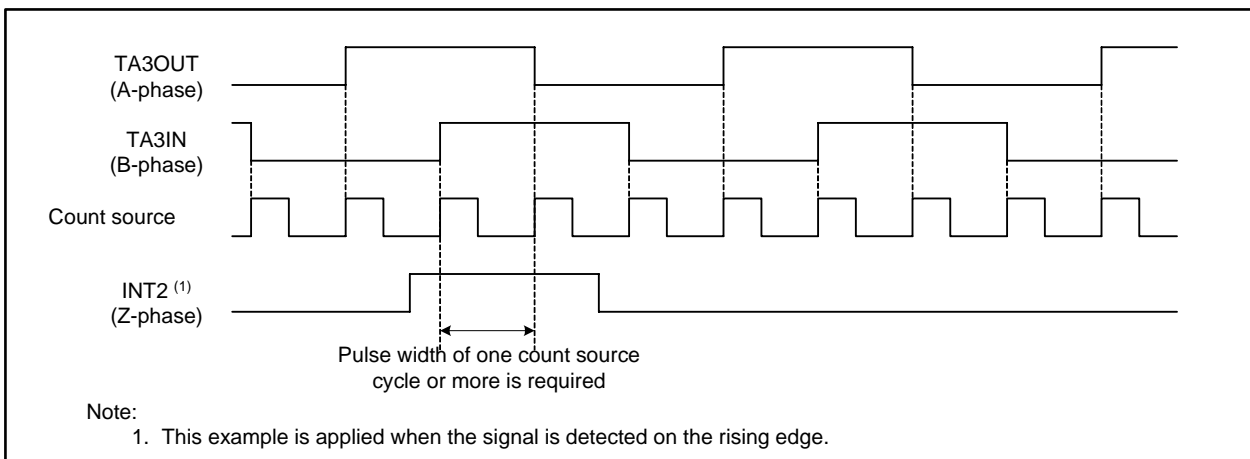 TA3OUT
(A-phase)
TA3IN
(B-phase)
Count source
INT2 (1)
(Z-phase)
Pulse width of one count source
cycle or more is required
Note:
1. This example is applied when the signal is detected on the rising edge.